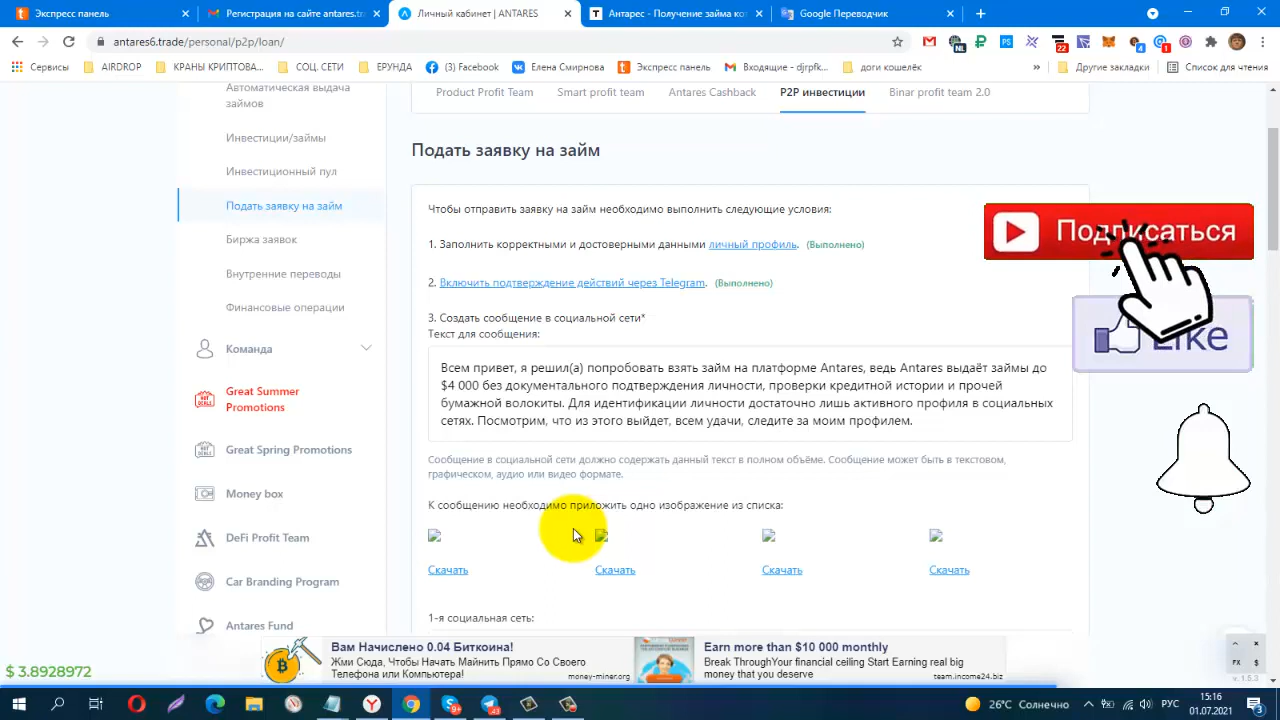 Экспресс панель
Регистрация на сайте antares.tr
Личный кабинет | ANTARES
Антарес - Получение займа ко
Google Переводчик
antares6.trade/personal/p2p/loan/
Сервисы
AIRDROP
КРАНЫ КРИПТОВА...
СОЦ. СЕТИ
ЕРУНДА
(3) Facebook
Елена Смирнова
Экспресс панель
Входящие - djrpfk...
доги кошелёк
»
Другие закладки
Список для чтения
Автоматическая выдача
займов
Инвестиции/займы
Инвестиционный пул
Подать заявку на займ
Биржа заявок
Внутренние переводы
Финансовые операции
Команда
Great Summer
Promotions
Great Spring Promotions
Money box
DeFi Profit Team
Car Branding Program
Antares Fund
Product Profit Team
Smart profit team
Antares Cashback
P2P инвестиции
Binar profit team 2.0
Подать заявку на займ
Чтобы отправить заявку на займ необходимо выполнить следующие условия:
1. Заполнить корректными и достоверными данными личный профиль. (Выполнено)
2. Включить подтверждение действий через Telegram. (Выполнено)
3. Создать сообщение в социальной сети*
Текст для сообщения:
Всем привет, я решил(а) попробовать взять займ на платформе Antares, ведь Antares выдаёт займы до
$4 000 без документального подтверждения личности, проверки кредитной истории и прочей
бумажной волокиты. Для идентификации личности достаточно лишь активного профиля в социальных
сетях. Посмотрим, что из этого выйдет, всем удачи, следите за моим профилем.
Сообщение в социальной сети должно содержать данный текст в полном объёме. Сообщение может быть в текстовом,
графическом, аудио или видео формате.
К сообщению необходимо приложить одно изображение из списка:
Скачать
Скачать
Скачать
Скачать
1-я социальная сеть:
Подписаться
Like
Вам Начислено 0.04 Биткоина!
Жми Сюда, Чтобы Начать Майнить Прямо Со Своего
Телефона или Компьютера!
money-miner.org
Earn more than $10 000 monthly
Break ThroughYour financial ceiling Start Earning real big
money that you deserve
team.income24.biz
$ 3.8928972
FX $
v. 1.5.3
26°C Солнечно
РУС
15:16
01.07.2021